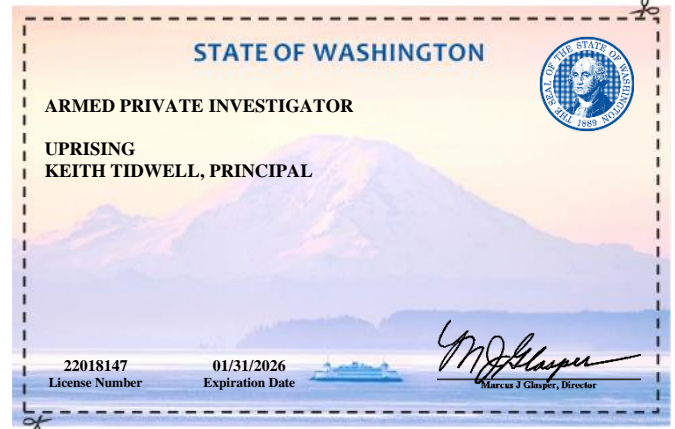 STATE OF WASHINGTON
THE SEAL OF THE STATE OF WASHINGTON
1889
ARMED PRIVATE INVESTIGATOR
UPRISING
KEITH TIDWELL, PRINCIPAL
22018147
License Number
01/31/2026
Expiration Date
MJGlasper
Marcus J Glasper, Director